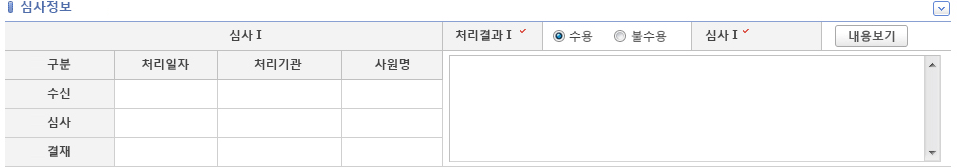 심사정보
심사 I 처리결과 I 수용 불수용 심사 I 내용보기
구분 처리일자 처리기관 사원명
수신
심사
결재